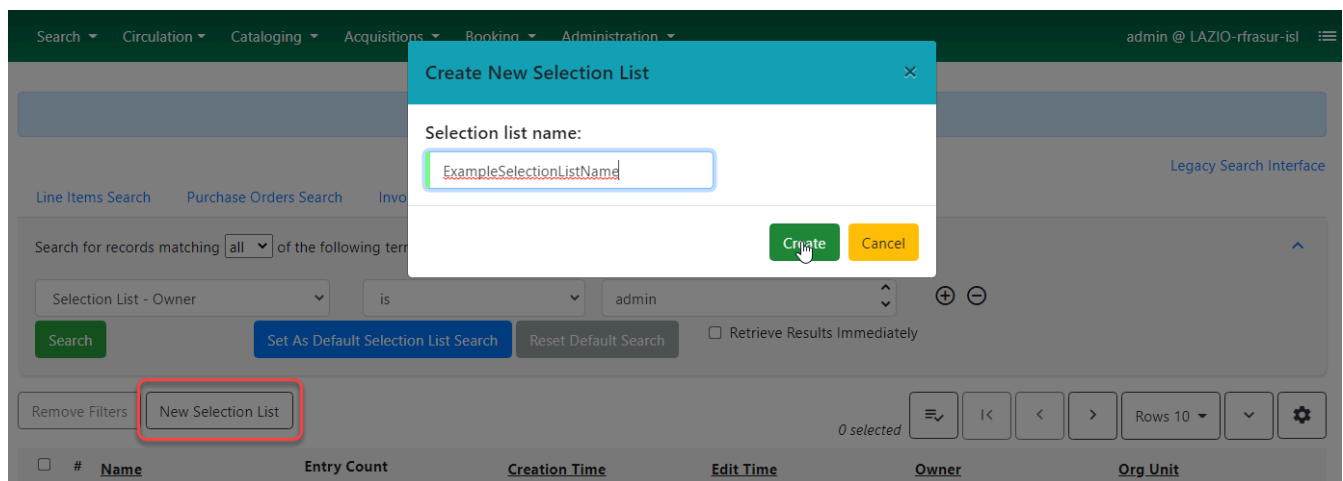 Search Circulation Cataloging Acquisitions Booking Administration admin @ LAZIO-rfrasur-isl
Create New Selection List ×
Selection list name:
ExampleSelectionListName
Legacy Search Interface
Line Items Search Purchase Orders Search Invo
Create Cancel
Search for records matching all of the following terr
Selection List - Owner is admin
Search Set As Default Selection List Search Reset Default Search Retrieve Results Immediately
Remove Filters New Selection List 0 selected Rows 10
# Name Entry Count Creation Time Edit Time Owner Org Unit